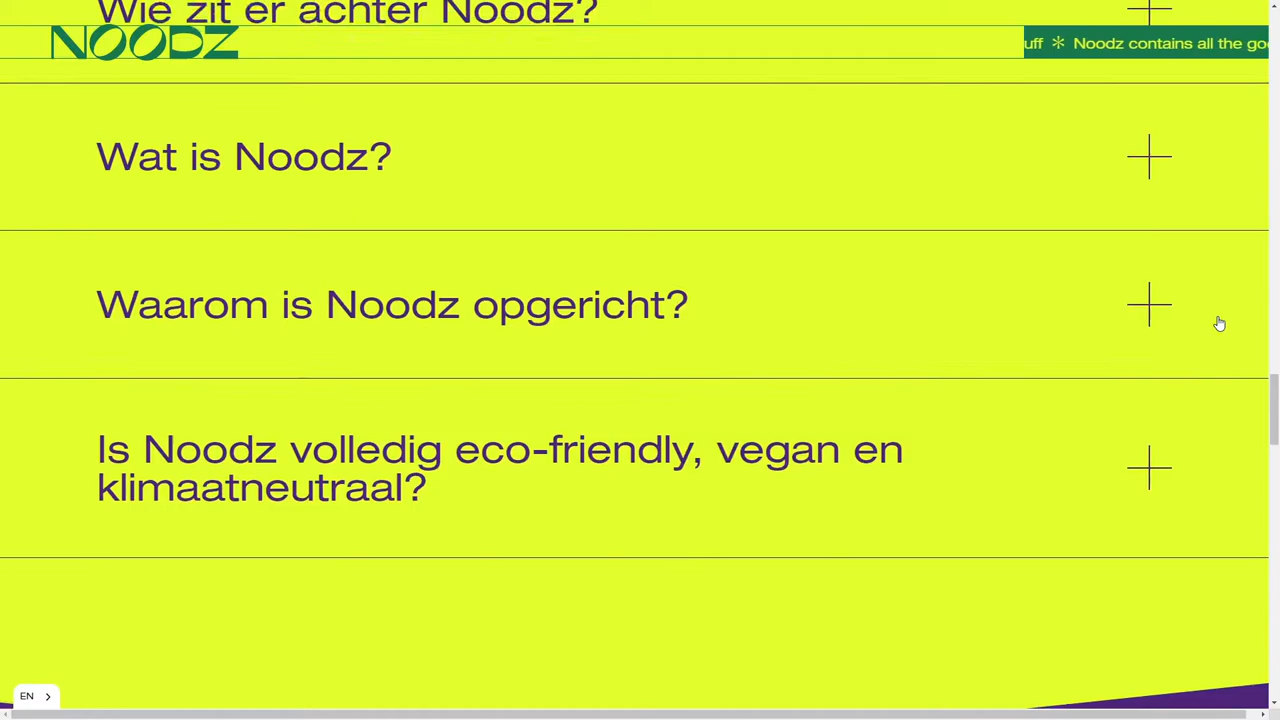 Wie zit er achter Noodz?
NOODZ
uff ✻ Noodz contains all the goo
Wat is Noodz?
Waarom is Noodz opgericht?
Is Noodz volledig eco-friendly, vegan en
klimaatneutraal?
EN